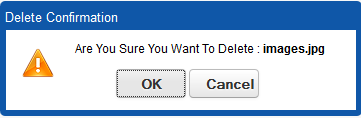 Delete Confirmation
Are You Sure You Want To Delete : images.jpg
OK Cancel